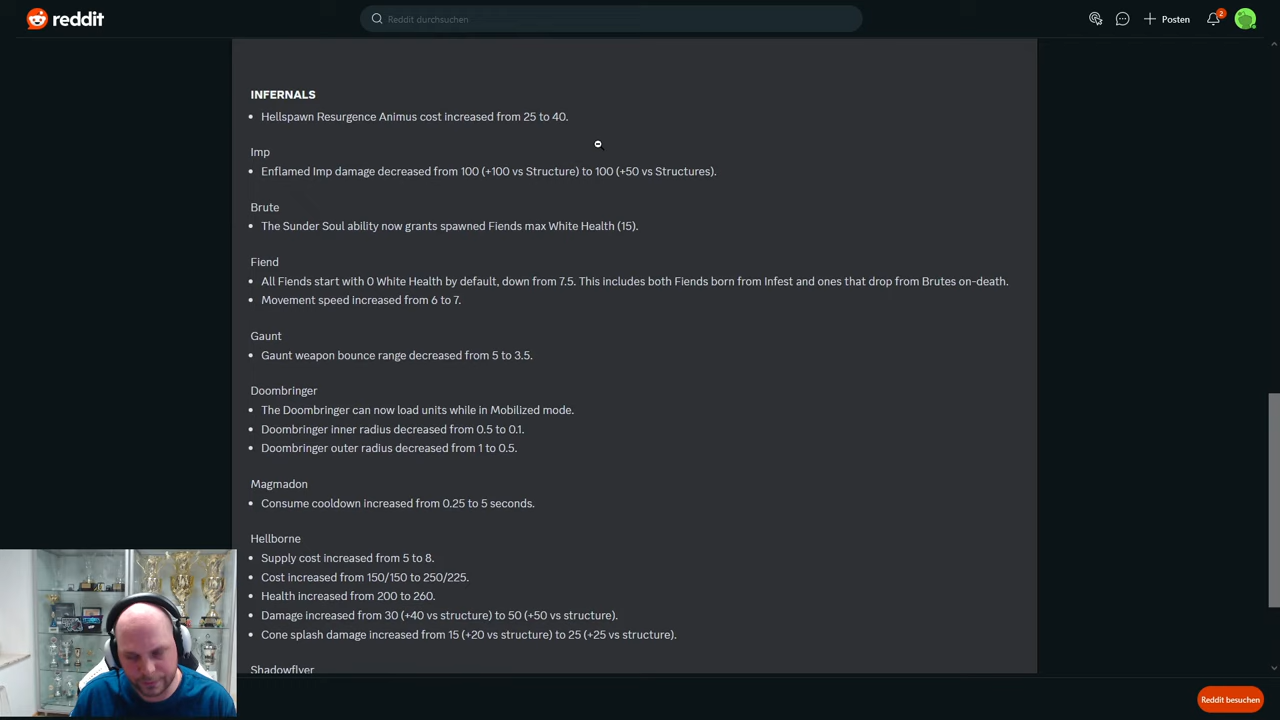 reddit
Reddit durchsuchen
Posten
2
INFERNALS
• Hellspawn Resurgence Animus cost increased from 25 to 40.
Imp
• Enflamed Imp damage decreased from 100 (+100 vs Structure) to 100 (+50 vs Structures).
Brute
• The Sunder Soul ability now grants spawned Fiends max White Health (15).
Fiend
• All Fiends start with 0 White Health by default, down from 7.5. This includes both Fiends born from Infest and ones that drop from Brutes on-death.
• Movement speed increased from 6 to 7.
Gaunt
• Gaunt weapon bounce range decreased from 5 to 3.5.
Doombringer
• The Doombringer can now load units while in Mobilized mode.
• Doombringer inner radius decreased from 0.5 to 0.1.
• Doombringer outer radius decreased from 1 to 0.5.
Magmadon
• Consume cooldown increased from 0.25 to 5 seconds.
Hellborne
• Supply cost increased from 5 to 8.
• Cost increased from 150/150 to 250/225.
• Health increased from 200 to 260.
• Damage increased from 30 (+40 vs structure) to 50 (+50 vs structure).
• Cone splash damage increased from 15 (+20 vs structure) to 25 (+25 vs structure).
Shadowflyer
Reddit besuchen